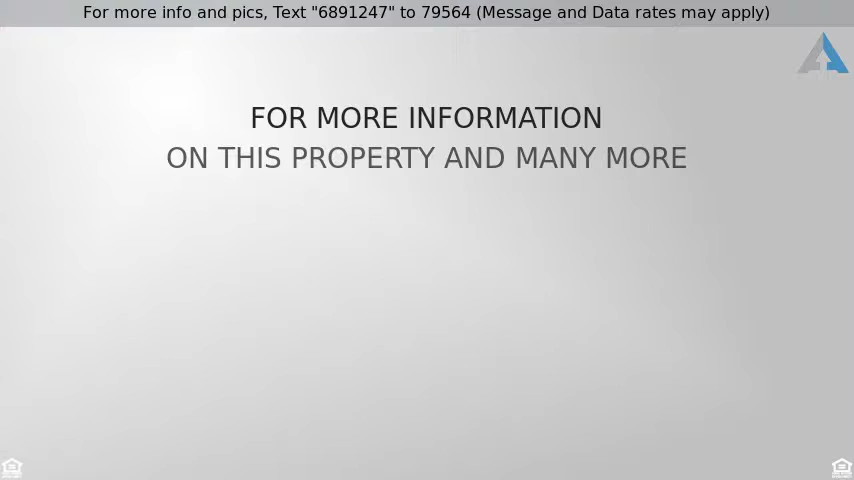 For more info and pics, Text "6891247" to 79564 (Message and Data rates may apply)
FOR MORE INFORMATION
ON THIS PROPERTY AND MANY MORE